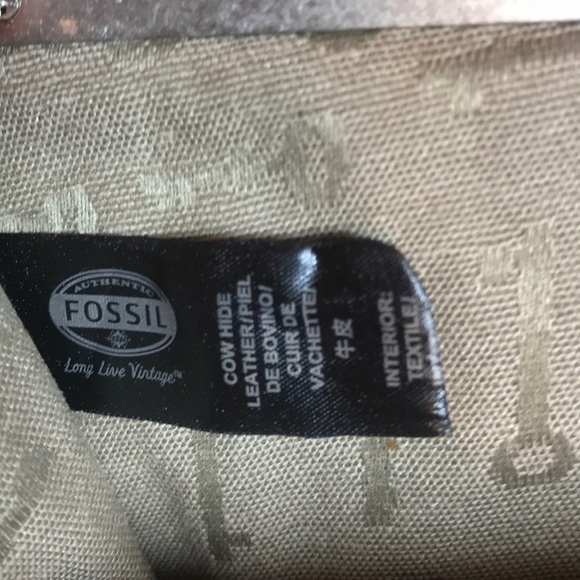 AUTHENTIC
FOSSIL
Long Live Vintage™
COW HIDE
LEATHER/PIEL
DE BOVINO/
CUIR DE
VACHETTE/
牛皮
INTERIOR:
TEXTILE/